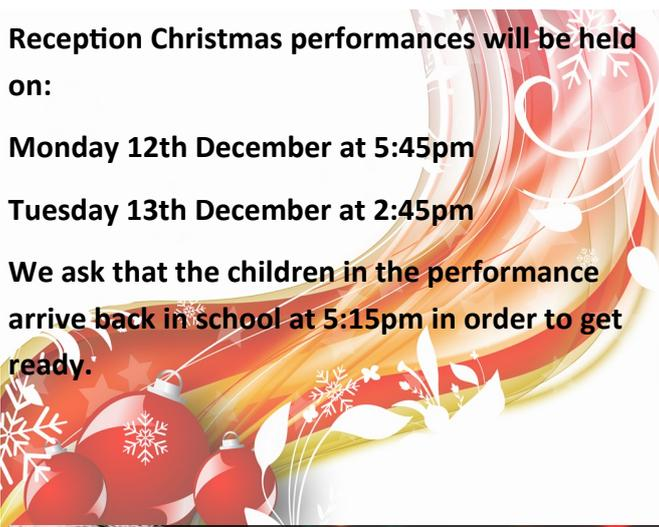 Reception Christmas performances will be held
on:
Monday 12th December at 5:45pm
Tuesday 13th December at 2:45pm
We ask that the children in the performance
arrive back in school at 5:15pm in order to get
ready.